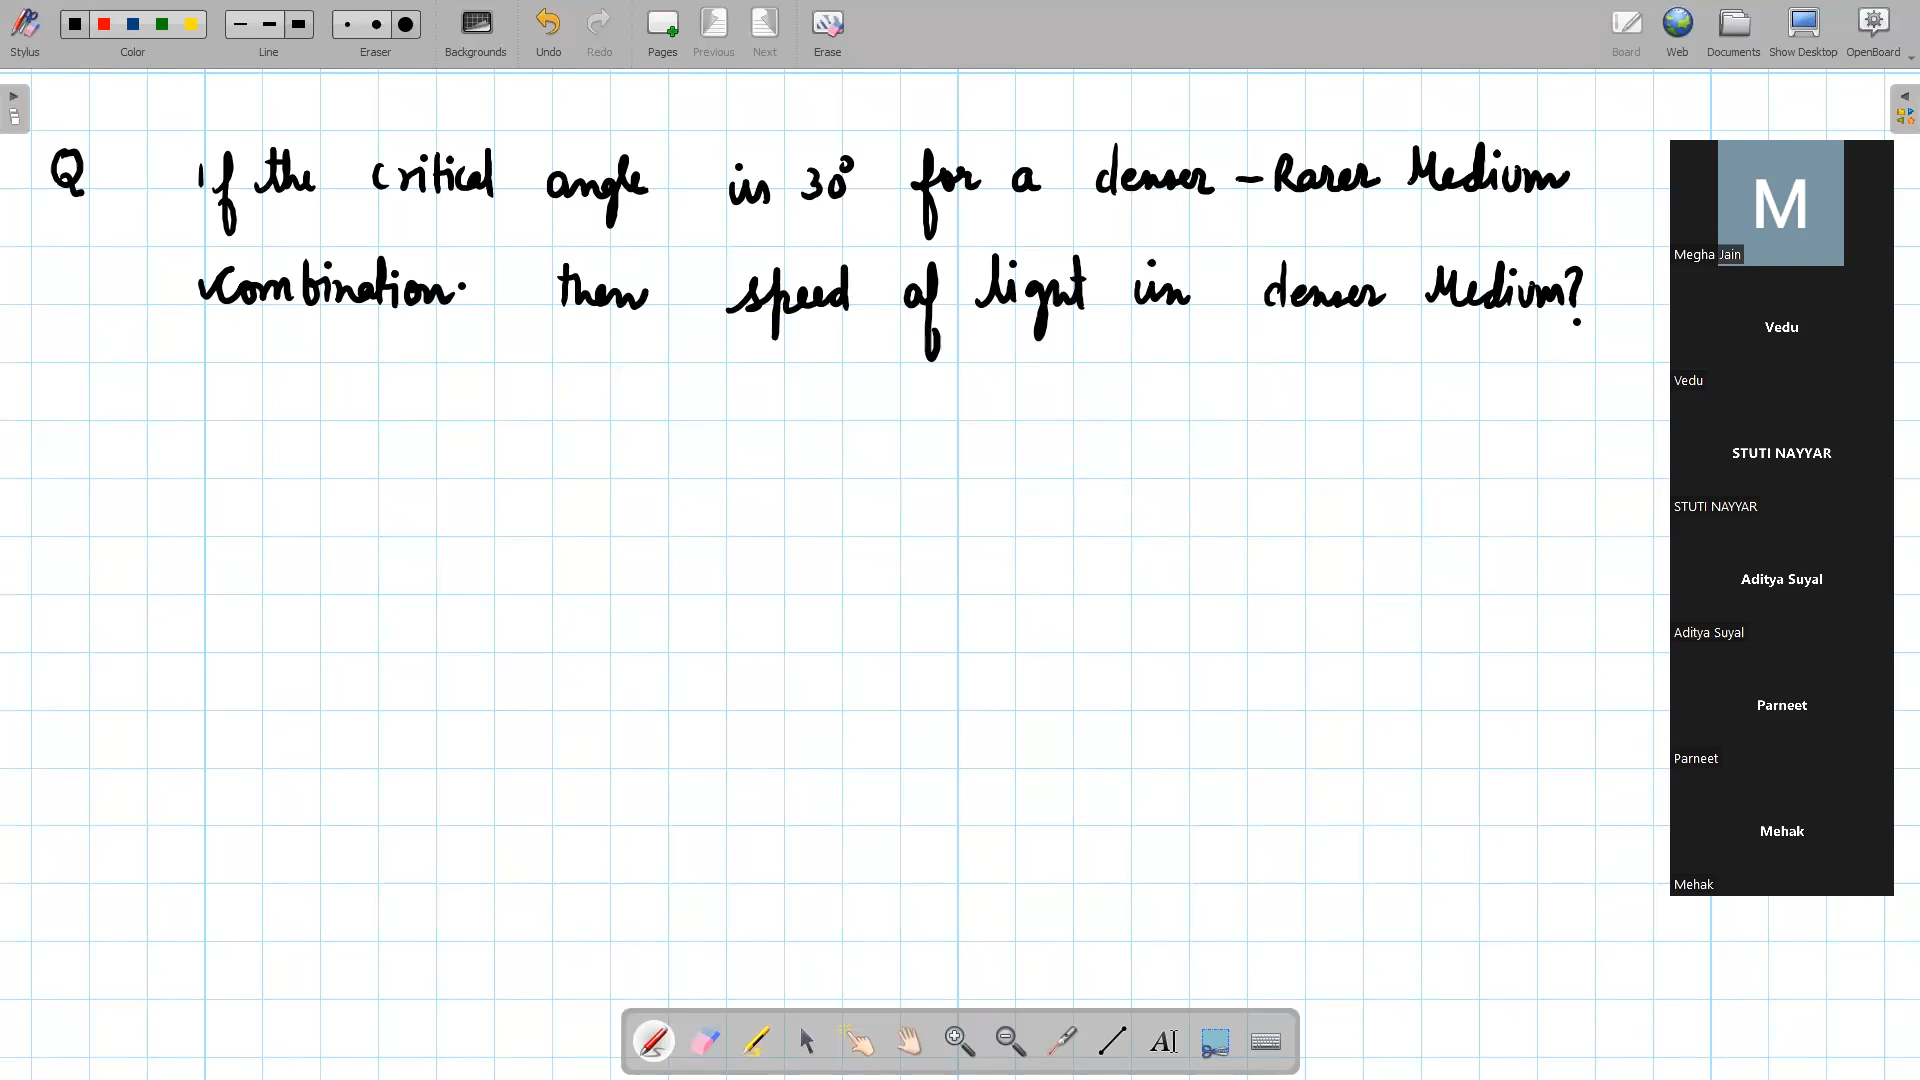 Stylus Color Line Eraser Backgrounds Undo Redo Pages Previous Next Erase Board Web Documents Show Desktop OpenBoard
Q if the critical angle is 30° for a denser - Rarer Medium
combination. then speed of light in denser Medium?
M
Megha Jain
Vedu
Vedu
STUTI NAYYAR
STUTI NAYYAR
Aditya Suyal
Aditya Suyal
Parneet
Parneet
Mehak
Mehak